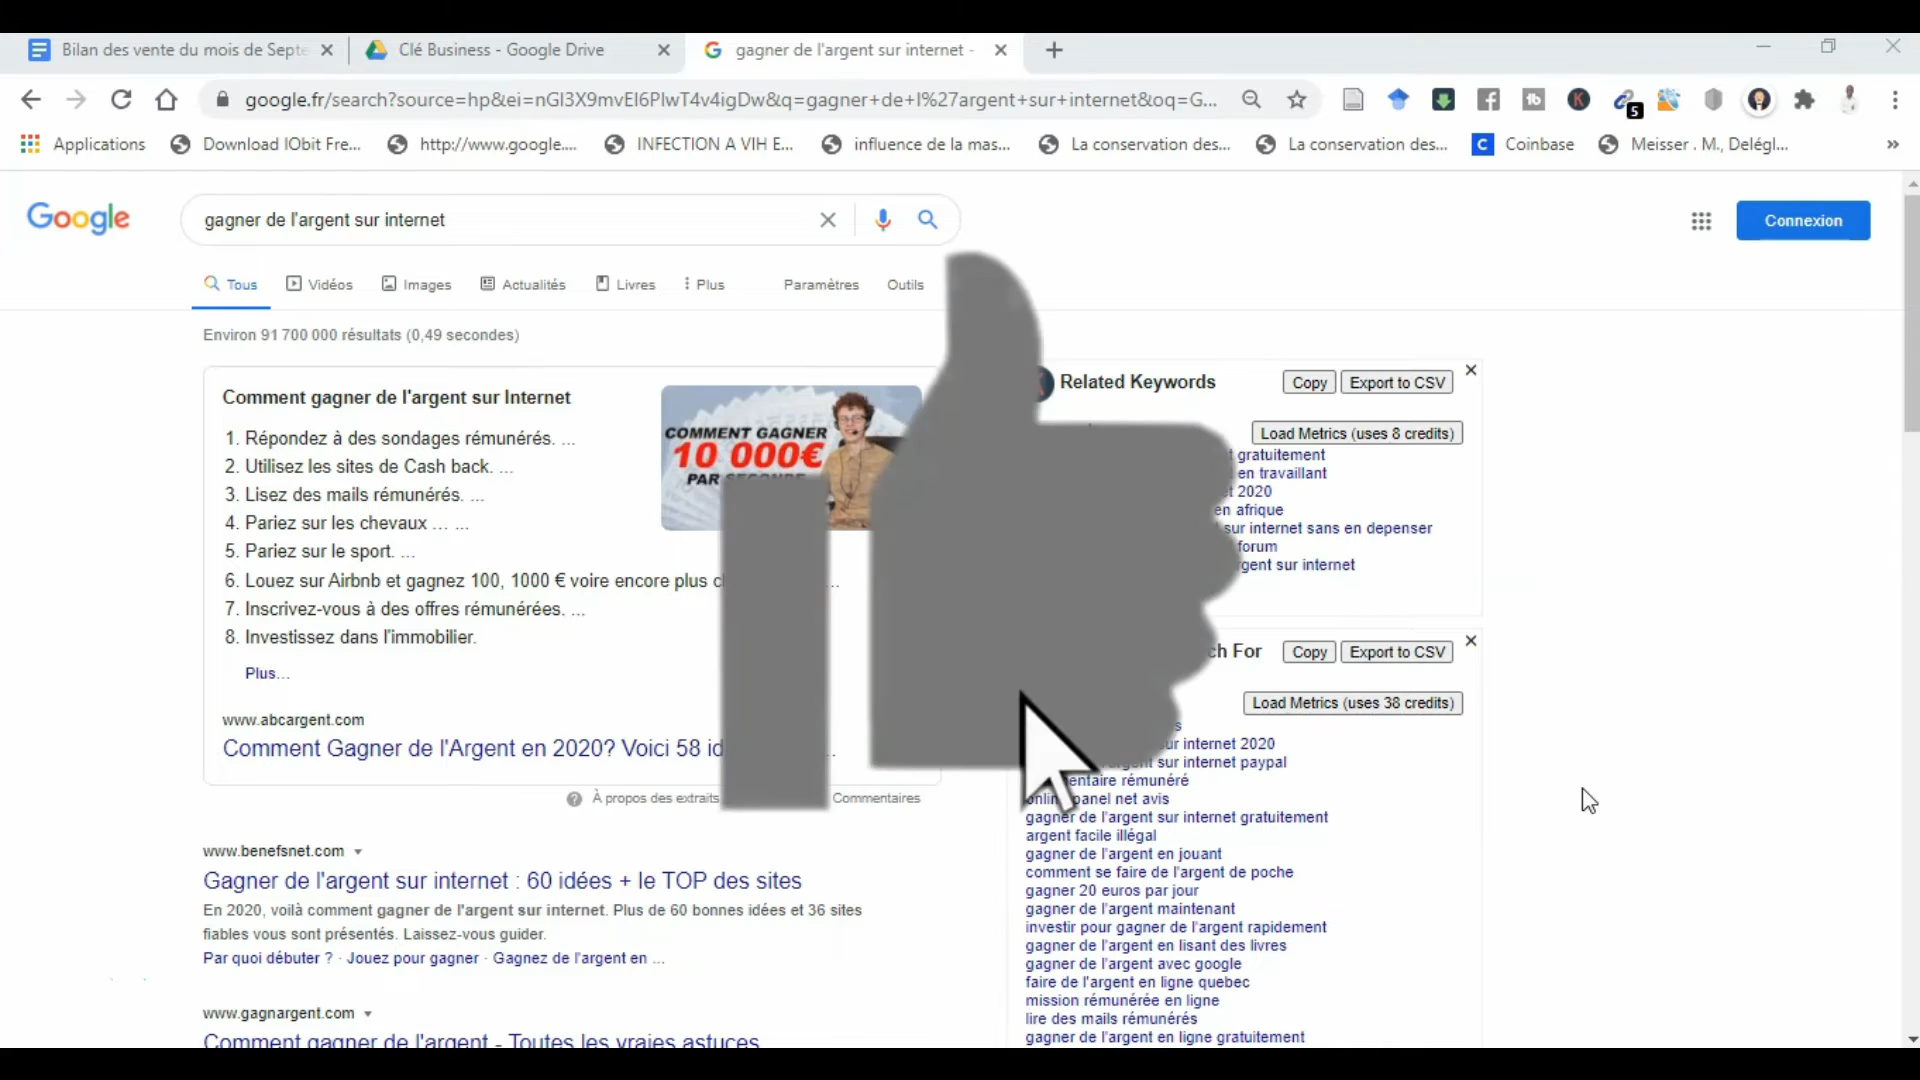 Bilan des vente du mois de Septe
Clé Business - Google Drive
gagner de l'argent sur internet -
google.fr/search?source=hp&ei=nGI3X9mvEI6PlwT4v4igDw&q=gagner+de+l%27argent+sur+internet&oq=G...
5
Applications
Download IObit Fre...
http://www.google....
INFECTION A VIH E...
influence de la mas...
La conservation des...
La conservation des...
Coinbase
Meisser . M., Delégl...
Google
gagner de l'argent sur internet
Connexion
Tous
Vidéos
Images
Actualités
Livres
Plus
Paramètres
Outils
Environ 91 700 000 résultats (0,49 secondes)
Comment gagner de l'argent sur Internet
1. Répondez à des sondages rémunérés. ...
2. Utilisez les sites de Cash back. ...
3. Lisez des mails rémunérés. ...
4. Pariez sur les chevaux ... ...
5. Pariez sur le sport. ...
6. Louez sur Airbnb et gagnez 100, 1000 € voire encore plus
7. Inscrivez-vous à des offres rémunérées. ...
8. Investissez dans l'immobilier.
Plus...
COMMENT GAGNER
10 000€
PAR SECONDE
www.abcargent.com
Comment Gagner de l'Argent en 2020? Voici 58
À propos des extraits
Commentaires
www.benefsnet.com
Gagner de l'argent sur internet : 60 idées + le TOP des sites
En 2020, voilà comment gagner de l'argent sur internet. Plus de 60 bonnes idées et 36 sites
fiables vous sont présentés. Laissez-vous guider.
Par quoi débuter ? · Jouez pour gagner · Gagnez de l'argent en ...
www.gagnargent.com
Comment gagner de l'argent - Toutes les vraies astuces
Related Keywords
Copy
Export to CSV
Load Metrics (uses 8 credits)
gratuitement
en travaillant
2020
en afrique
sur internet sans en depenser
forum
sur internet
For
Copy
Export to CSV
Load Metrics (uses 38 credits)
internet 2020
sur internet paypal
rémunéré
panel net avis
gagner de l'argent sur internet gratuitement
argent facile illégal
gagner de l'argent en jouant
comment se faire de l'argent de poche
gagner 20 euros par jour
gagner de l'argent maintenant
investir pour gagner de l'argent rapidement
gagner de l'argent en lisant des livres
gagner de l'argent avec google
faire de l'argent en ligne quebec
mission rémunérée en ligne
lire des mails rémunérés
gagner de l'argent en ligne gratuitement